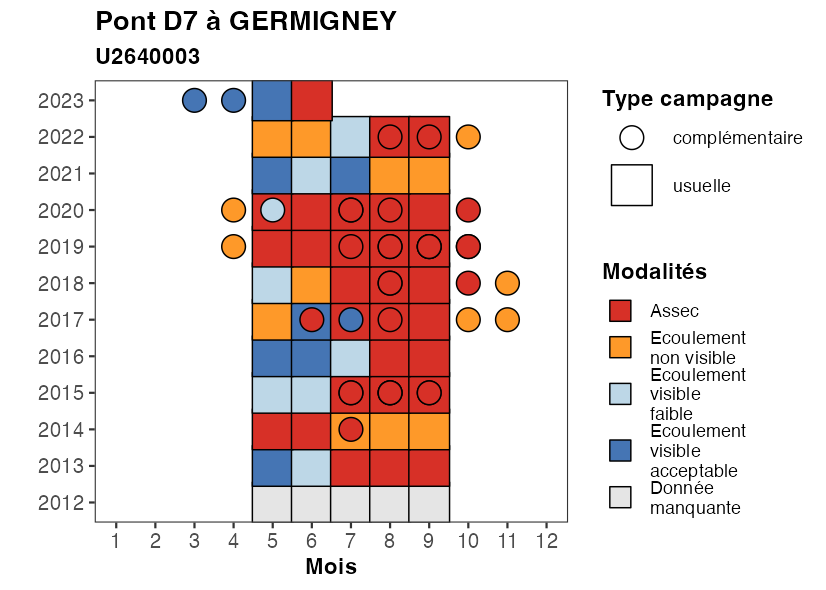 Pont D7 à GERMIGNEY
U2640003
2023
2022
2021
2020
2019
2018
2017
2016
2015
2014
2013
2012
1 2 3 4 5 6 7 8 9 10 11 12
Mois
Type campagne
complémentaire
usuelle
Modalités
Assec
Ecoulement
non visible
Ecoulement
visible
faible
Ecoulement
visible
acceptable
Donnée
manquante